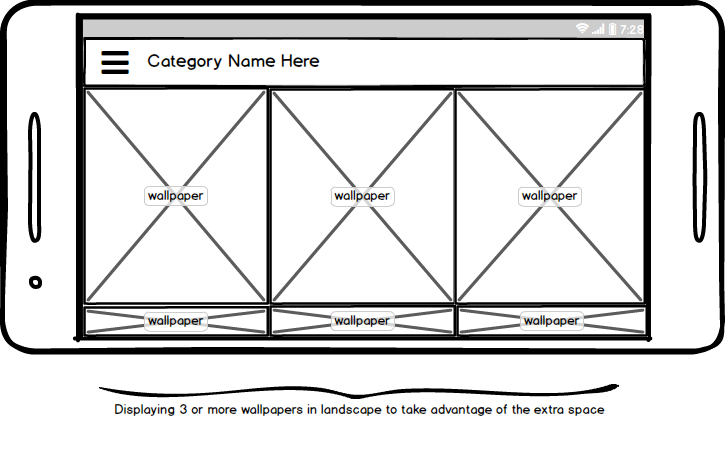 7:28
Category Name Here
wallpaper wallpaper wallpaper
wallpaper wallpaper wallpaper
Displaying 3 or more wallpapers in landscape to take advantage of the extra space